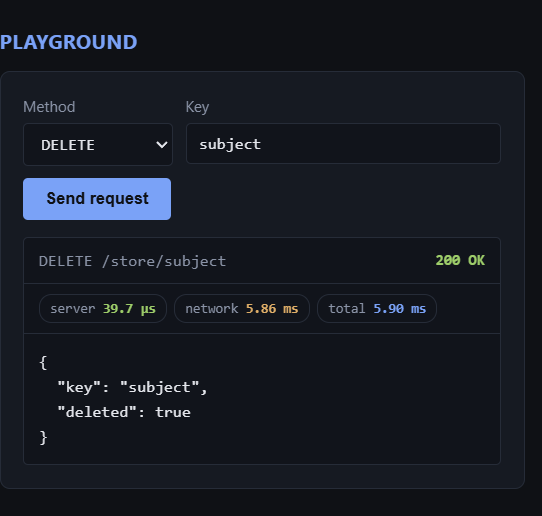 PLAYGROUND
Method Key
DELETE subject
Send request
DELETE /store/subject 200 OK
server 39.7 µs network 5.86 ms total 5.90 ms
{
  "key": "subject",
  "deleted": true
}